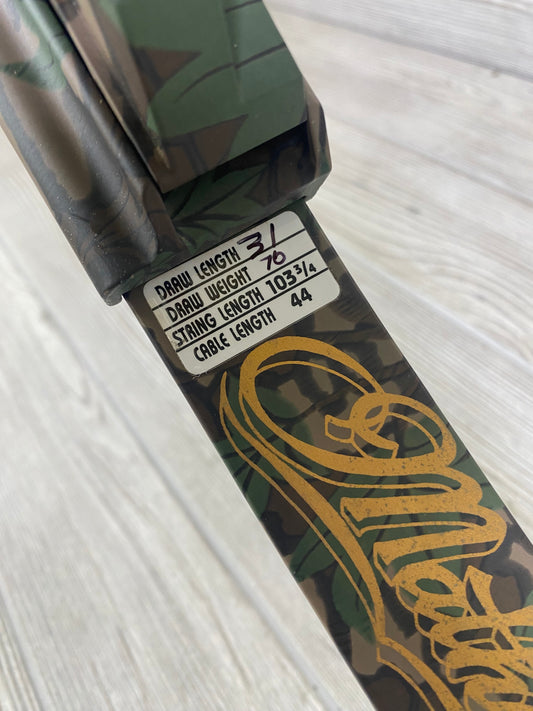 DRAW LENGTH 31
DRAW WEIGHT 70
STRING LENGTH 103 3/4
CABLE LENGTH 44